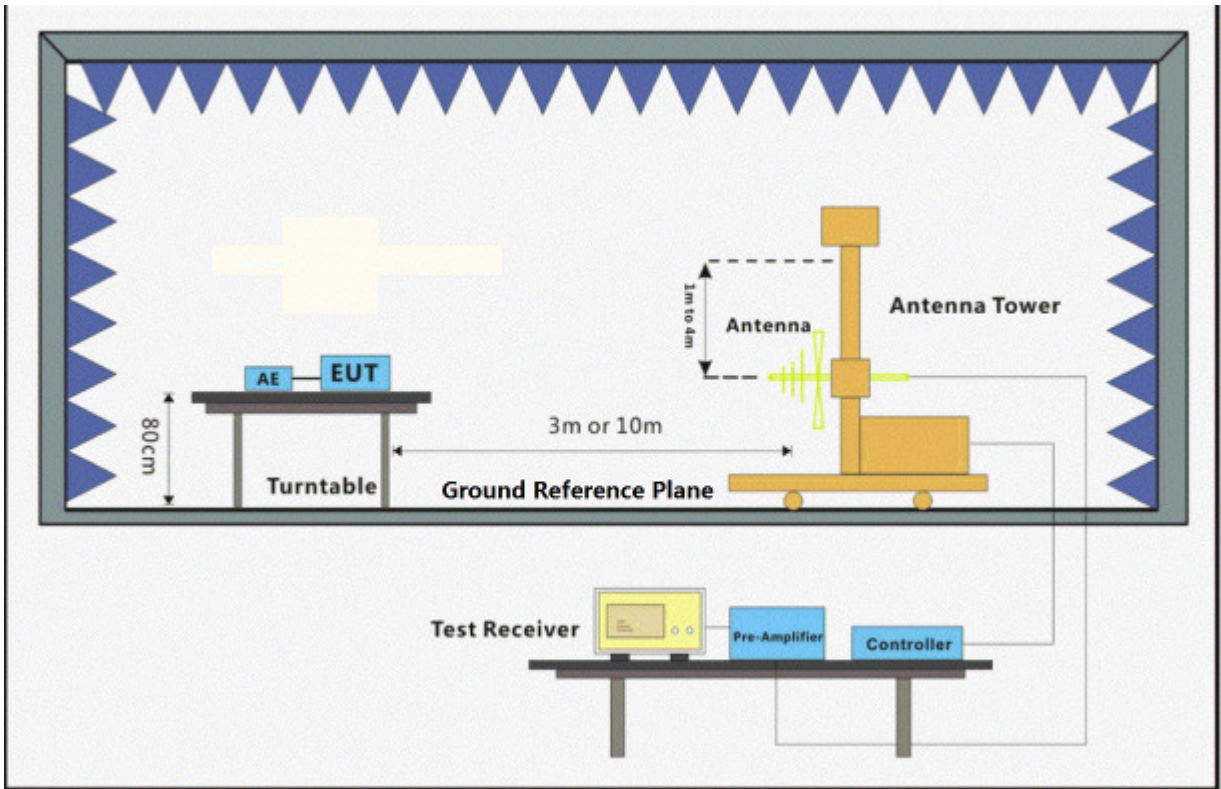 1m to 4m
Antenna
Antenna Tower
AE
EUT
80cm
3m or 10m
Turntable
Ground Reference Plane
Test Receiver
Pre-Amplifier
Controller